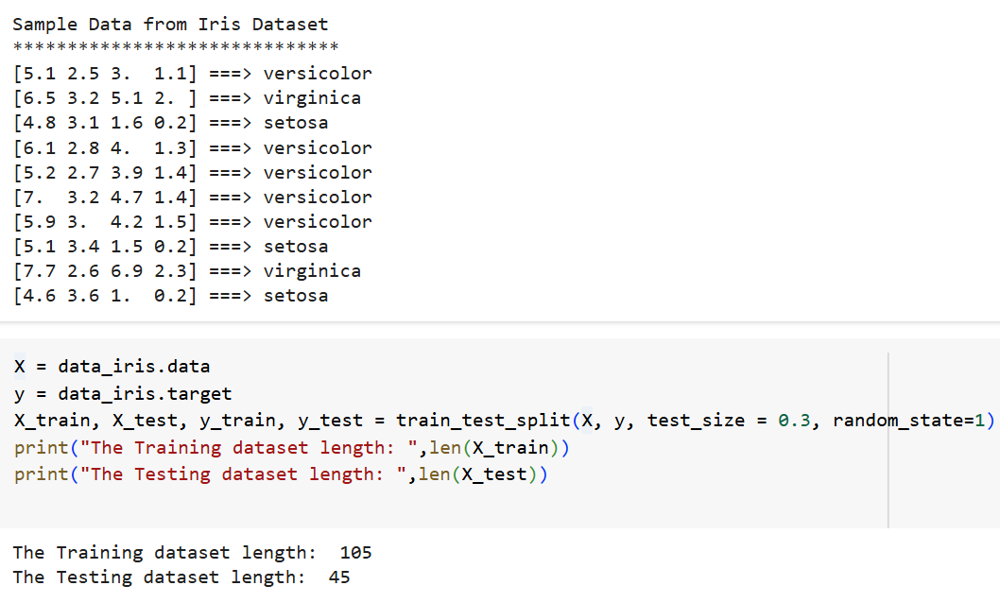 Sample Data from Iris Dataset
******************************
[5.1 2.5 3.  1.1] ===> versicolor
[6.5 3.2 5.1 2. ] ===> virginica
[4.8 3.1 1.6 0.2] ===> setosa
[6.1 2.8 4.  1.3] ===> versicolor
[5.2 2.7 3.9 1.4] ===> versicolor
[7.  3.2 4.7 1.4] ===> versicolor
[5.9 3.  4.2 1.5] ===> versicolor
[5.1 3.4 1.5 0.2] ===> setosa
[7.7 2.6 6.9 2.3] ===> virginica
[4.6 3.6 1.  0.2] ===> setosa
X = data_iris.data
y = data_iris.target
X_train, X_test, y_train, y_test = train_test_split(X, y, test_size = 0.3, random_state=1)
print("The Training dataset length: ",len(X_train))
print("The Testing dataset length: ",len(X_test))
The Training dataset length:  105
The Testing dataset length:  45